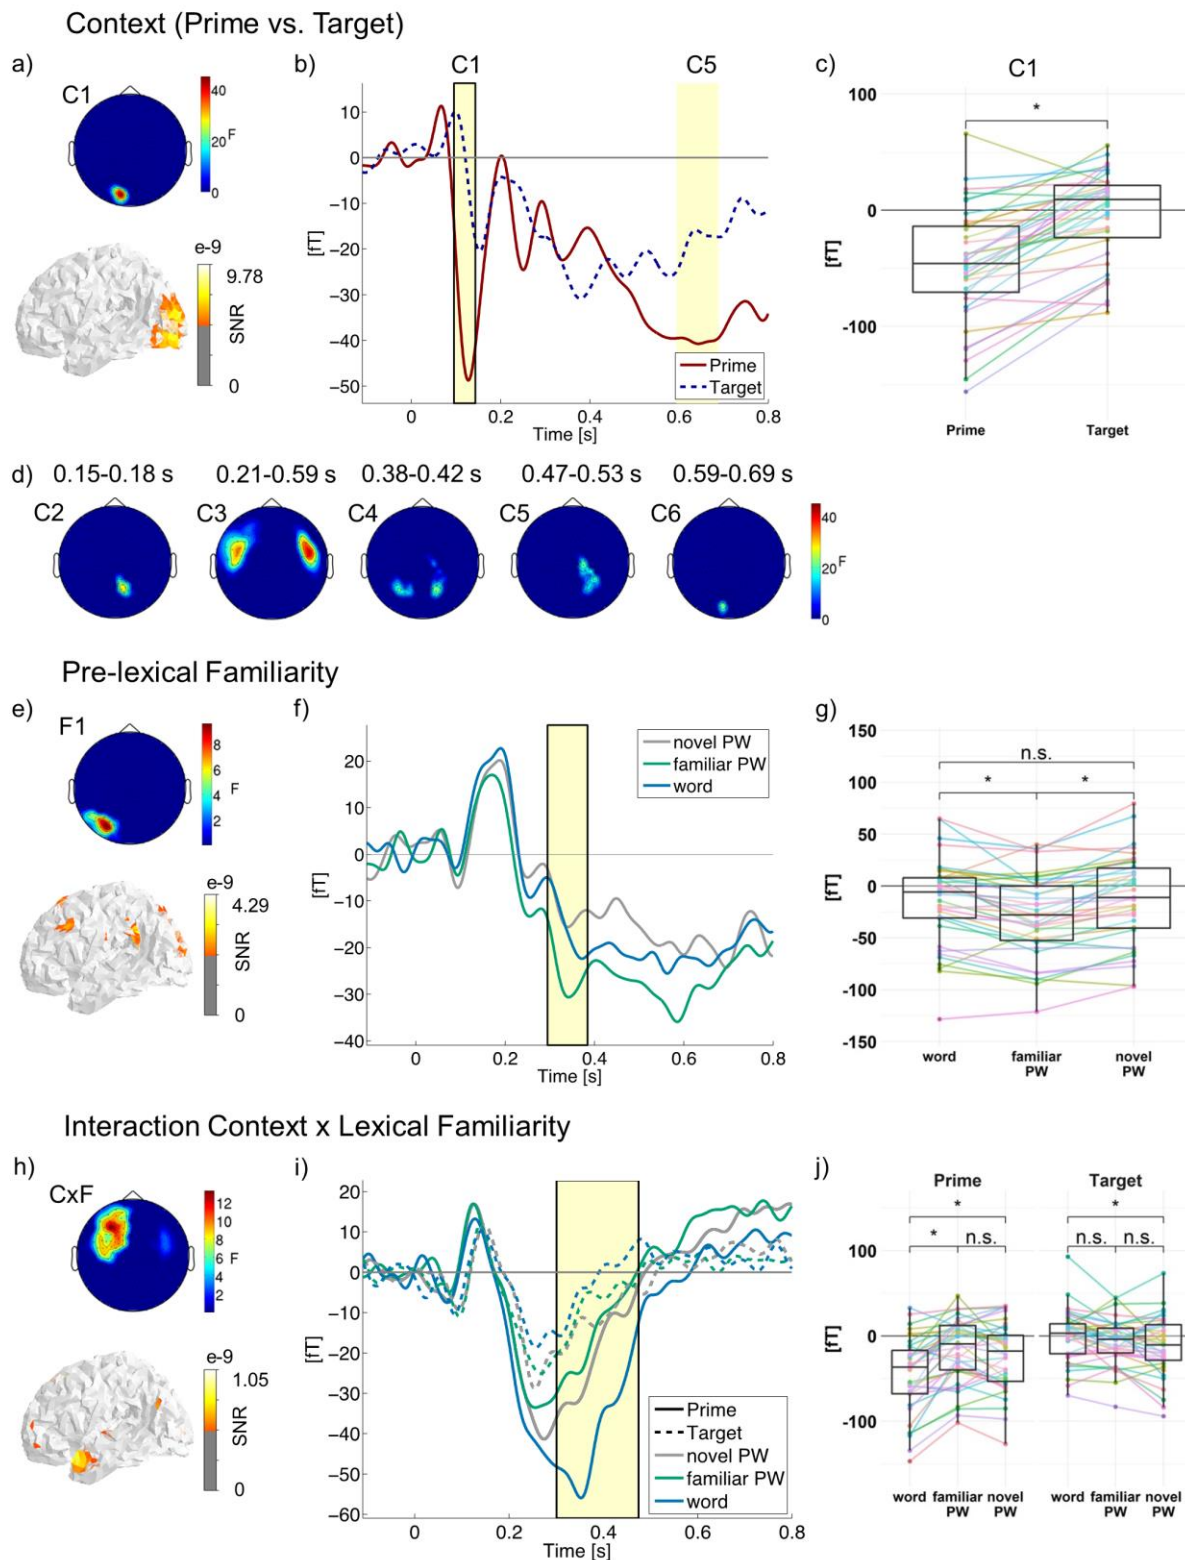 Context (Prime vs. Target)
a)
C1
40
20
0
F
e-9
9.78
SNR
0
b)
C1
C5
10
0
−10
−20
−30
−40
−50
[fT]
Prime
Target
0
0.2
0.4
0.6
0.8
Time [s]
c)
C1
100
*
0
[fT]
-100
Prime
Target
d)
0.15-0.18 s
0.21-0.59 s
0.38-0.42 s
0.47-0.53 s
0.59-0.69 s
C2
C3
C4
C5
C6
40
20
0
F
Pre-lexical Familiarity
e)
F1
8
6
4
2
F
e-9
4.29
SNR
0
f)
20
10
0
−10
−20
−30
−40
[fT]
novel PW
familiar PW
word
0
0.2
0.4
0.6
0.8
Time [s]
g)
150
100
50
0
-50
-100
-150
[fT]
n.s.
*
*
word
familiar
PW
novel
PW
Interaction Context x Lexical Familiarity
h)
CxF
12
10
8
6
4
2
F
e-9
1.05
SNR
0
i)
20
10
0
−10
−20
−30
−40
−50
−60
[fT]
Prime
Target
novel PW
familiar PW
word
0
0.2
0.4
0.6
0.8
Time [s]
j)
Prime
Target
*
*
*
n.s.
n.s.
n.s.
100
0
-100
[fT]
word
familiar
PW
novel
PW
word
familiar
PW
novel
PW